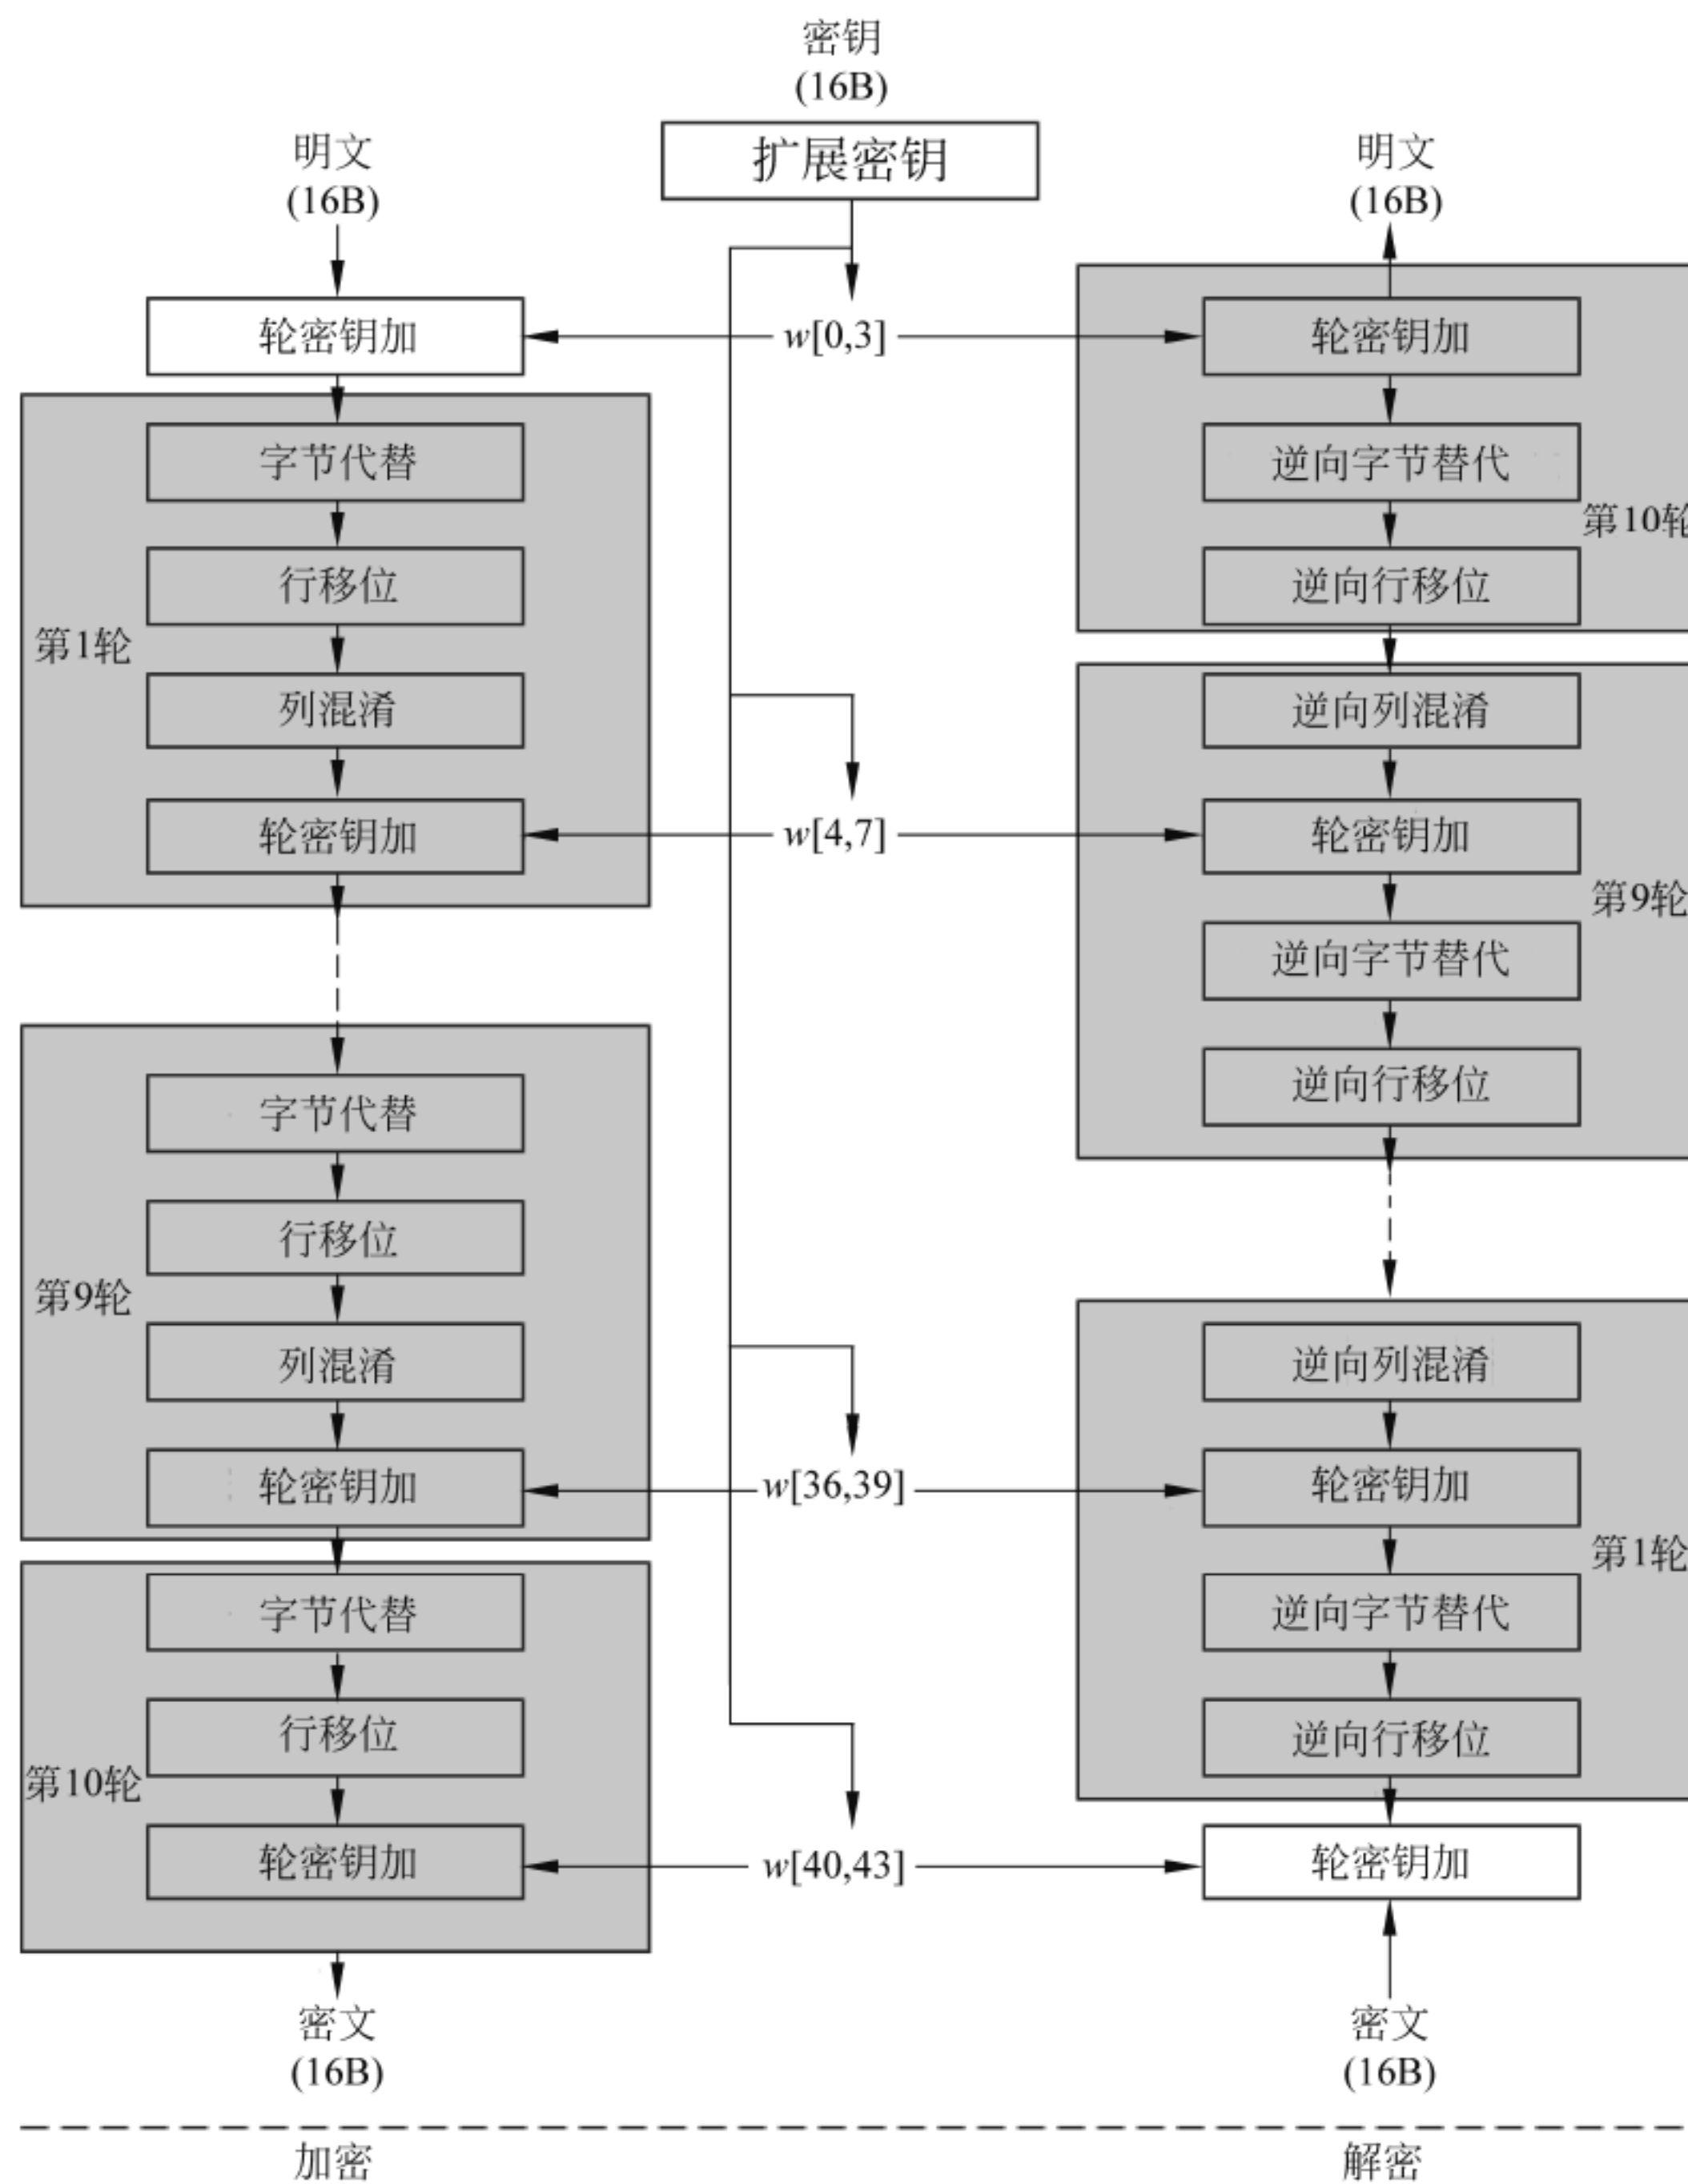 密钥
(16B)
扩展密钥
明文
(16B)
轮密钥加
第1轮
字节代替
行移位
列混淆
轮密钥加
第9轮
字节代替
行移位
列混淆
轮密钥加
第10轮
字节代替
行移位
轮密钥加
密文
(16B)
加密
w[0,3]
w[4,7]
w[36,39]
w[40,43]
明文
(16B)
轮密钥加
逆向字节替代
逆向行移位
第10轮
逆向列混淆
轮密钥加
逆向字节替代
逆向行移位
第9轮
逆向列混淆
轮密钥加
逆向字节替代
逆向行移位
第1轮
轮密钥加
密文
(16B)
解密